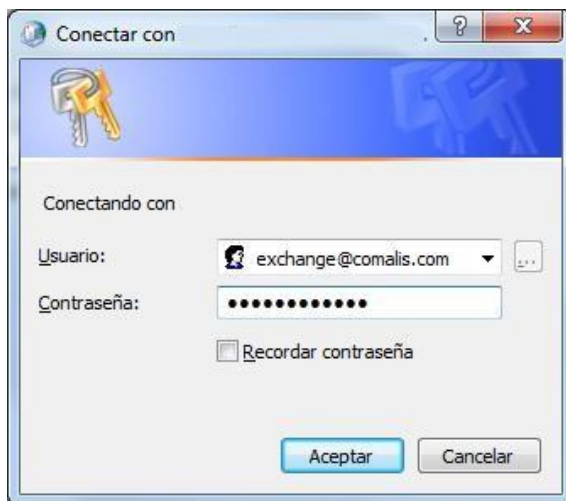 Conectar con
Conectando con
Usuario: exchange@comalis.com
Contraseña: ••••••••••••
Recordar contraseña
Aceptar Cancelar